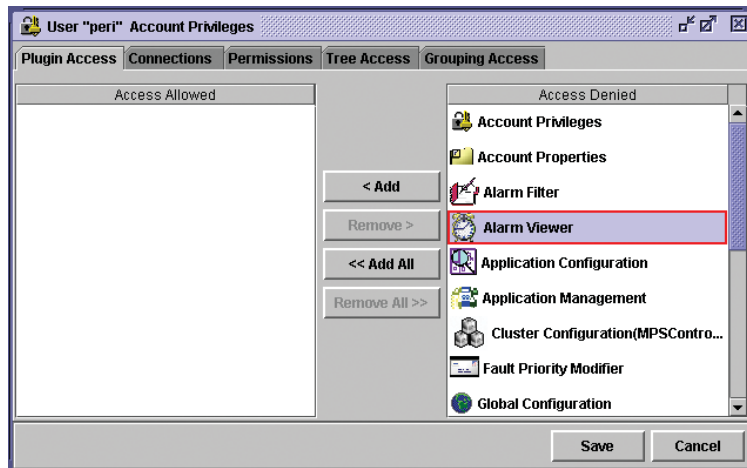 User "peri" Account Privileges
Plugin Access Connections Permissions Tree Access Grouping Access
Access Allowed
Access Denied
Account Privileges
Account Properties
Alarm Filter
Alarm Viewer
Application Configuration
Application Management
Cluster Configuration(MPSContro...
Fault Priority Modifier
Global Configuration
< Add
Remove >
<< Add All
Remove All >>
Save
Cancel